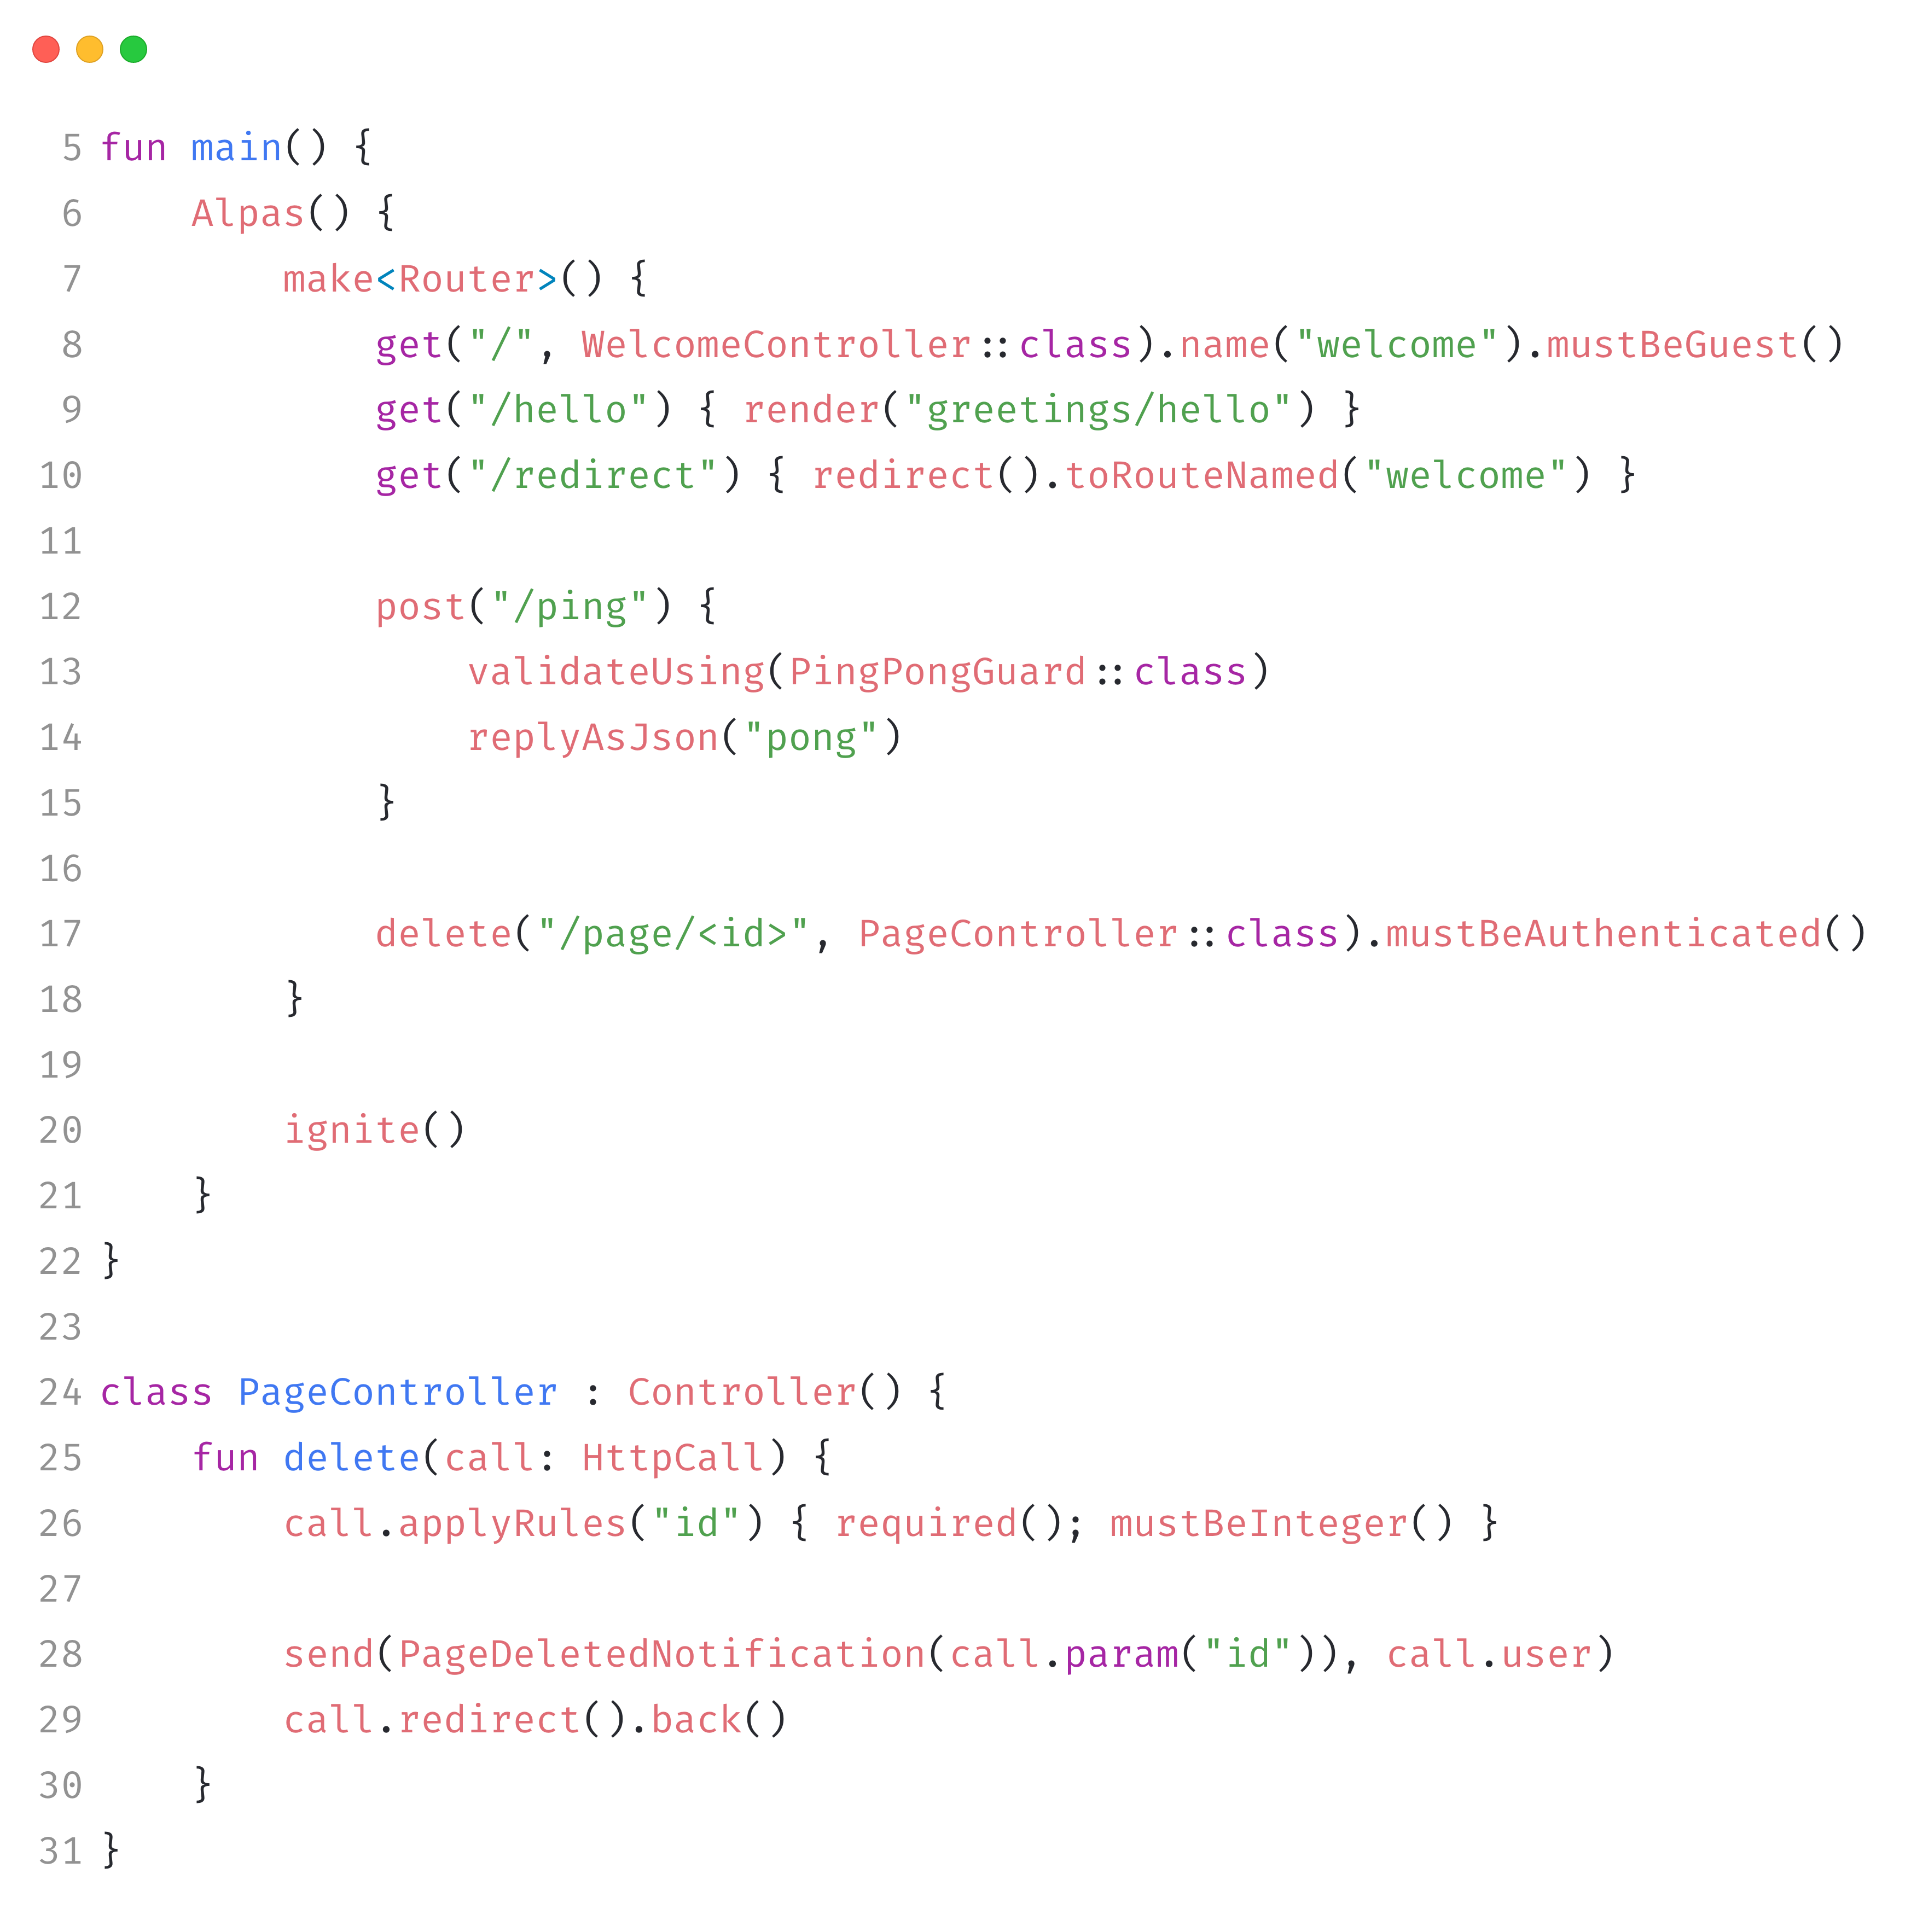 5 fun main() {
6     Alpas() {
7         make<Router>() {
8             get("/", WelcomeController::class).name("welcome").mustBeGuest()
9             get("/hello") { render("greetings/hello") }
10             get("/redirect") { redirect().toRouteNamed("welcome") }
11
12             post("/ping") {
13                 validateUsing(PingPongGuard::class)
14                 replyAsJson("pong")
15             }
16
17             delete("/page/<id>", PageController::class).mustBeAuthenticated()
18         }
19
20         ignite()
21     }
22 }
23
24 class PageController : Controller() {
25     fun delete(call: HttpCall) {
26         call.applyRules("id") { required(); mustBeInteger() }
27
28         send(PageDeletedNotification(call.param("id")), call.user)
29         call.redirect().back()
30     }
31 }